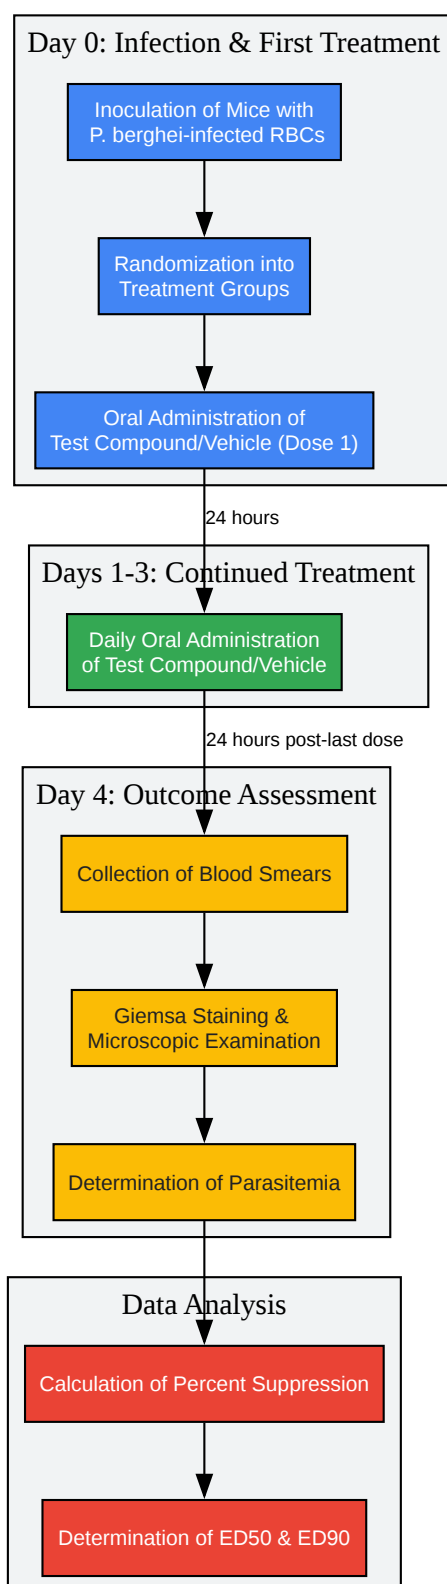 Day 0: Infection & First Treatment
Inoculation of Mice with
P. berghei-infected RBCs
Randomization into
Treatment Groups
Oral Administration of
Test Compound/Vehicle (Dose 1)
24 hours
Days 1-3: Continued Treatment
Daily Oral Administration
of Test Compound/Vehicle
24 hours post-last dose
Day 4: Outcome Assessment
Collection of Blood Smears
Giemsa Staining &
Microscopic Examination
Determination of Parasitemia
Data Analysis
Calculation of Percent Suppression
Determination of ED50 & ED90